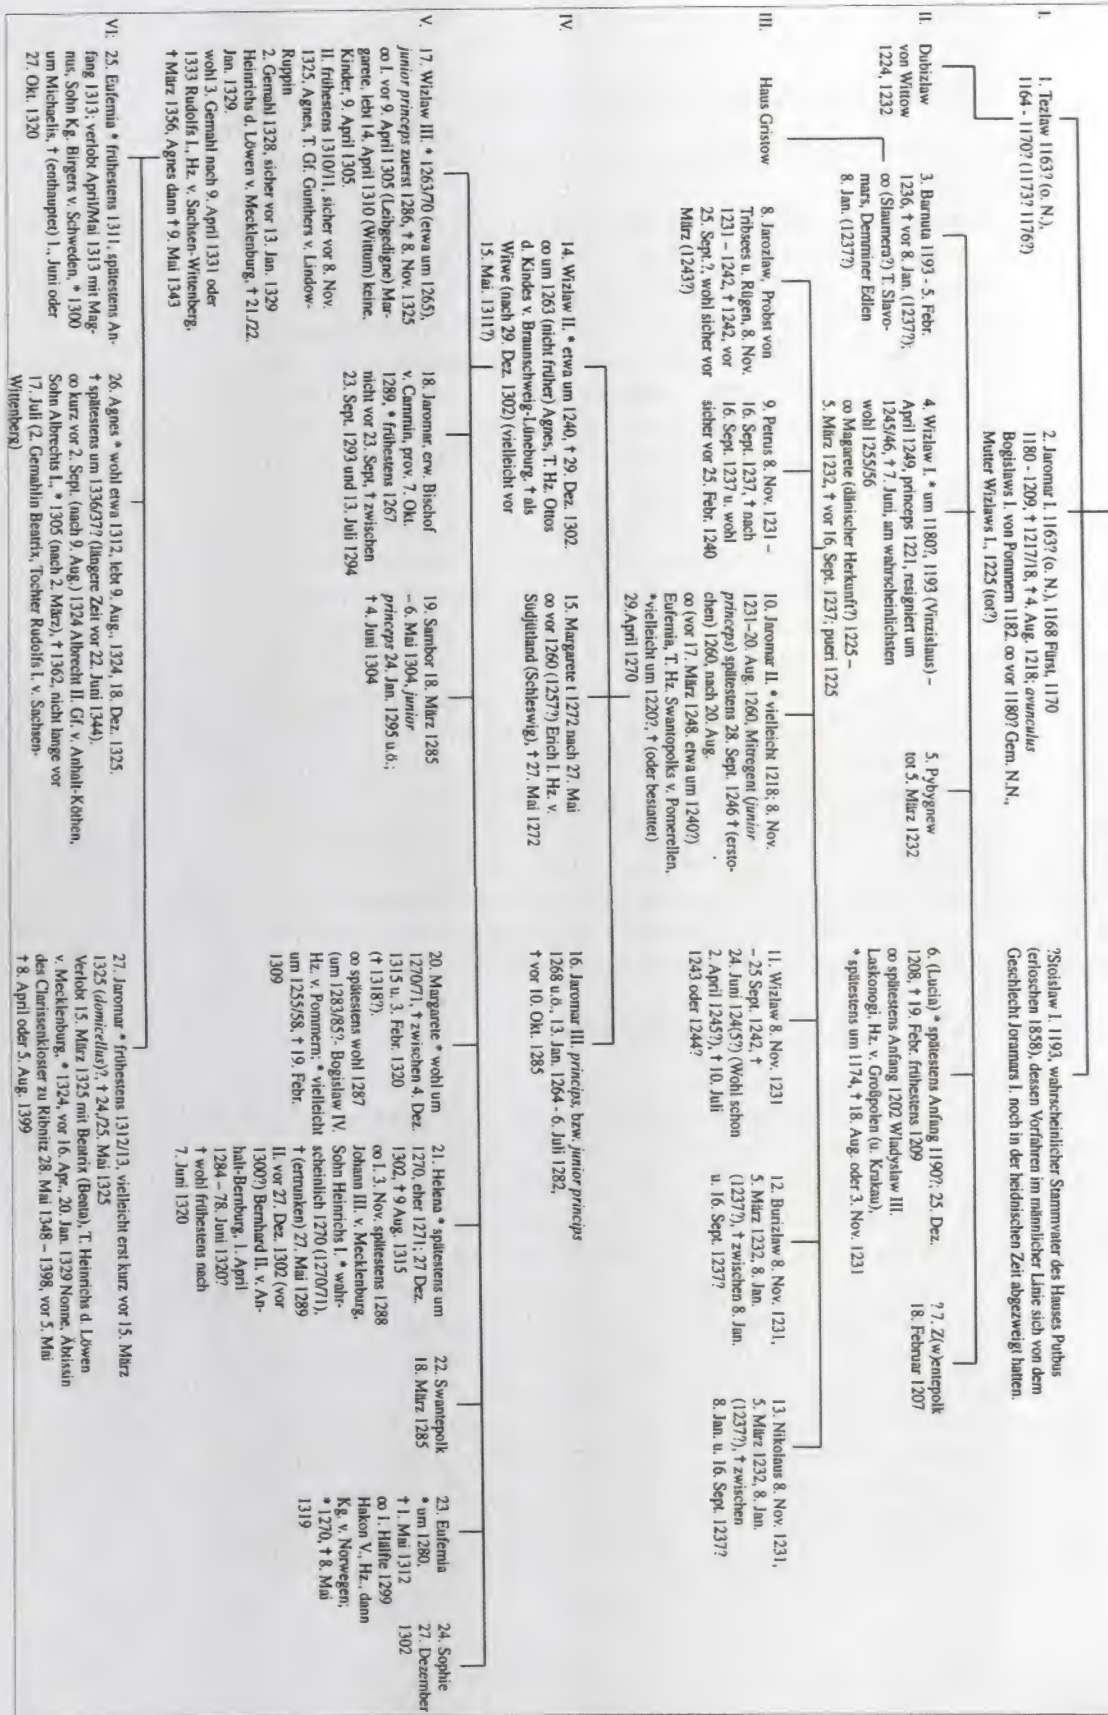 I.
1. Tezlaw 1163? (o. N.),
1164 - 1170? (1173? 1176?)
2. Jaromar I. 1163? (o. N.), 1168 Fürst, 1170
1180 - 1209, † 1217/18, † 4. Aug. 1218; avunculus
Bogislaws I. von Pommern 1182. ∞ vor 1180? Gem. N.N.,
Mutter Wizlaws I., 1225 (tot?)
?Stoislaw I. 1193, wahrscheinlicher Stammvater des Hauses Putbus
(erloschen 1858), dessen Vorfahren im männlicher Linie sich von dem
Geschlecht Joramars I. noch in der heidnischen Zeit abgezweigt hatten.
II.
Dubizlaw
von Wittow
1224, 1232
3. Barnuta 1193 - 5. Febr.
1236, † vor 8. Jan. (1237?);
∞ (Slaumera?) T. Slavo-
mars, Demminer Edlen
8. Jan. (1237?)
4. Wizlaw I. * um 1180?, 1193 (Vinzislaus) –
April 1249, princeps 1221, resigniert um
1245/46, † 7. Juni, am wahrscheinlichsten
wohl 1255/56
∞ Magarete (dänischer Herkunft?) 1225 –
5. März 1232, † vor 16. Sept. 1237; pueri 1225
5. Pybygnew
tot 5. März 1232
6. (Lucia) * spätestens Anfang 1190?; 25. Dez.
1208, † 19. Febr. frühestens 1209
∞ spätestens Anfang 1202 Wladyslaw III.
Laskonogi, Hz. v. Großpolen (u. Krakau),
* spätestens um 1174, † 18. Aug. oder 3. Nov. 1231
? 7. Z(w)entepolk
18. Februar 1207
III.
Haus Gristow
8. Jarozlaw, Probst von
Tribsees u. Rügen, 8. Nov.
1231 – 1242, † 1242, vor
25. Sept.?, wohl sicher vor
März (1243?)
9. Petrus 8. Nov. 1231 –
16. Sept. 1237, † nach
16. Sept. 1237 u. wohl
sicher vor 25. Febr. 1240
10. Jaromar II. * vielleicht 1218; 8. Nov.
1231–20. Aug. 1260, Mitregent (junior
princeps) spätestens 28. Sept. 1246 † (ersto-
chen) 1260, nach 20. Aug.
∞ (vor 17. März 1248, etwa um 1240?)
Eufemia, T. Hz. Swantopolks v. Pomerellen,
*vielleicht um 1220?, † (oder bestattet)
29.April 1270
11. Wizlaw 8. Nov. 1231
– 25 Sept. 1242, †
24. Juni 124(5?) (Wohl schon
2. April 1245?), † 10. Juli
1243 oder 1244?
12. Burizlaw 8. Nov. 1231,
5. März 1232, 8. Jan.
(1237?), † zwischen 8. Jan.
u. 16. Sept. 1237?
13. Nikolaus 8. Nov. 1231,
5. März 1232, 8. Jan.
(1237?), † zwischen
8. Jan. u. 16. Sept. 1237?
IV.
14. Wizlaw II. * etwa um 1240, † 29. Dez. 1302.
∞ um 1263 (nicht früher) Agnes, T. Hz. Ottos
d. Kindes v. Braunschweig-Lüneburg, † als
Witwe (nach 29. Dez. 1302) (vielleicht vor
15. Mai. 1311?)
15. Margarete t 1272 nach 27. Mai
∞ vor 1260 (1257?) Erich I. Hz. v.
Südjütland (Schleswig), † 27. Mai 1272
16. Jaromar III. princips, bzw. junior princips
1268 u.ö., 13. Jan. 1264 - 6. Juli 1282,
† vor 10. Okt. 1285
V.
17. Wizlaw III. * 1263/70 (etwa um 1265),
junior princeps zuerst 1286, † 8. Nov. 1325
∞ I. vor 9. April 1305 (Leibgedigne) Mar-
garete, lebt 14. April 1310 (Wittum) keine.
Kinder, 9. April 1305.
II. frühestens 1310/11, sicher vor 8. Nov.
1325, Agnes, T. Gf. Gunthers v. Lindow-
Ruppin
2. Gemahl 1328, sicher vor 13. Jan. 1329
Heinrichs d. Löwen v. Mecklenburg, † 21./22.
Jan. 1329.
wohl 3. Gemahl nach 9. April 1331 oder
1333 Rudolfs I., Hz. v. Sachsen-Wittenberg,
† März 1356, Agnes dann † 9. Mai 1343
18. Jaromar, erw. Bischof
v. Cammin, prov. 7. Okt.
1289, * frühestens 1267
nicht vor 23. Sept, † zwischen
23. Sept. 1293 und 13. Juli 1294
19. Sambor 18. März 1285
– 6. Mai 1304, junior
princeps 24. Jan. 1295 u.ö.;
† 4. Juni 1304
20. Margarete * wohl um
1270/71, † zwischen 4. Dez.
1315 u. 3. Febr. 1320
(† 1318?).
∞ spätestens wohl 1287
(um 1283/85?- Bogislaw IV.
Hz. v. Pommern; * vielleicht
um 1255/58, † 19. Febr.
1309
21. Helena * spätestens um
1270, eher 1271; 27 Dez.
1302, † 9 Aug. 1315
∞ I. 3. Nov. spätestens 1288
Johann III. v. Mecklenburg,
Sohn Heinrichs I. * wahr-
scheinlich 1270 (1270/71),
† (ertrunken) 27. Mai 1289
II. vor 27. Dez. 1302 (vor
1300?) Bernhard II. v. An-
halt-Bernburg, 1. April
1284 – 78. Juni 1320?
† wohl frühestens nach
7. Juni 1320
22. Swantepolk
18. März 1285
23. Eufemia
* um 1280,
† 1. Mai 1312
∞ 1. Hälfte 1299
Hakon V., Hz., dann
Kg. v. Norwegen;
* 1270, † 8. Mai
1319
24. Sophie
27. Dezember
1302
VI:
25. Eufemia * frühestens 1311, spätestens An-
fang 1313; verlobt April/Mai 1313 mit Mag-
nus, Sohn Kg. Birgers v. Schweden, * 1300
um Michaelis, † (enthauptet) 1., Juni oder
27. Okt. 1320
26. Agnes * wohl etwa 1312, lebt 9. Aug., 1324, 18. Dez. 1325.
† spätestens um 1336/37? (längere Zeit vor 22. Juni 1344).
∞ kurz vor 2. Sept. (nach 9. Aug.) 1324 Albrecht II. Gf. v. Anhalt-Köthen,
Sohn Albrechts I., * 1305 (nach 2. März), † 1362, nicht lange vor
17. Juli (2. Gemahlin Beatrix, Tochter Rudolfs I. v. Sachsen-
Wittenberg)
27. Jaromar * frühestens 1312/13, vielleicht erst kurz vor 15. März
1325 (domicellus)?, † 24./25. Mai 1325
Verlobt 15. März 1325 mit Beatrix (Beata), T. Heinrichs d. Löwen
v. Mecklenburg, * 1324, vor 16. Apr., 20. Jan. 1329 Nonne, Äbtissin
des Clarissenkloster zu Ribnitz 28. Mai 1348 – 1398, vor 5. Mai
† 8. April oder 5. Aug. 1399